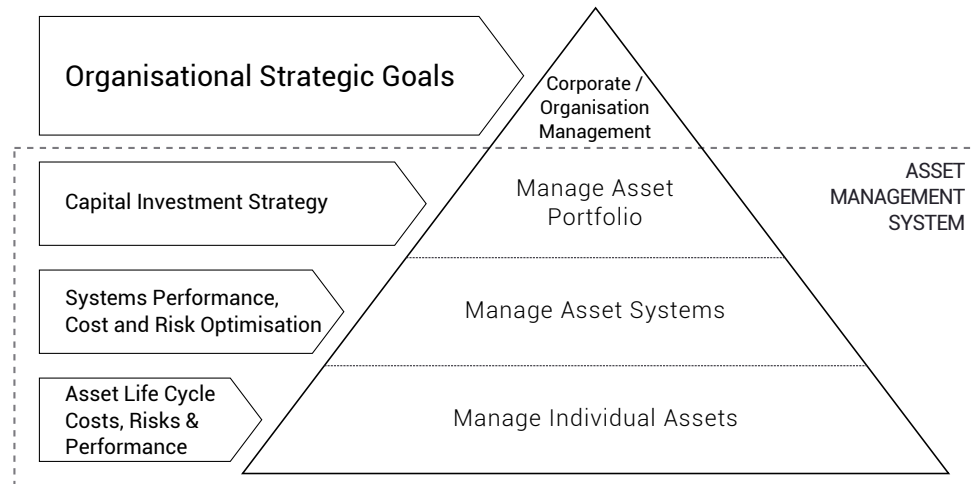 Organisational Strategic Goals
Corporate /
Organisation
Management
Capital Investment Strategy
Manage Asset
Portfolio
ASSET
MANAGEMENT
SYSTEM
Systems Performance,
Cost and Risk Optimisation
Manage Asset Systems
Asset Life Cycle
Costs, Risks &
Performance
Manage Individual Assets